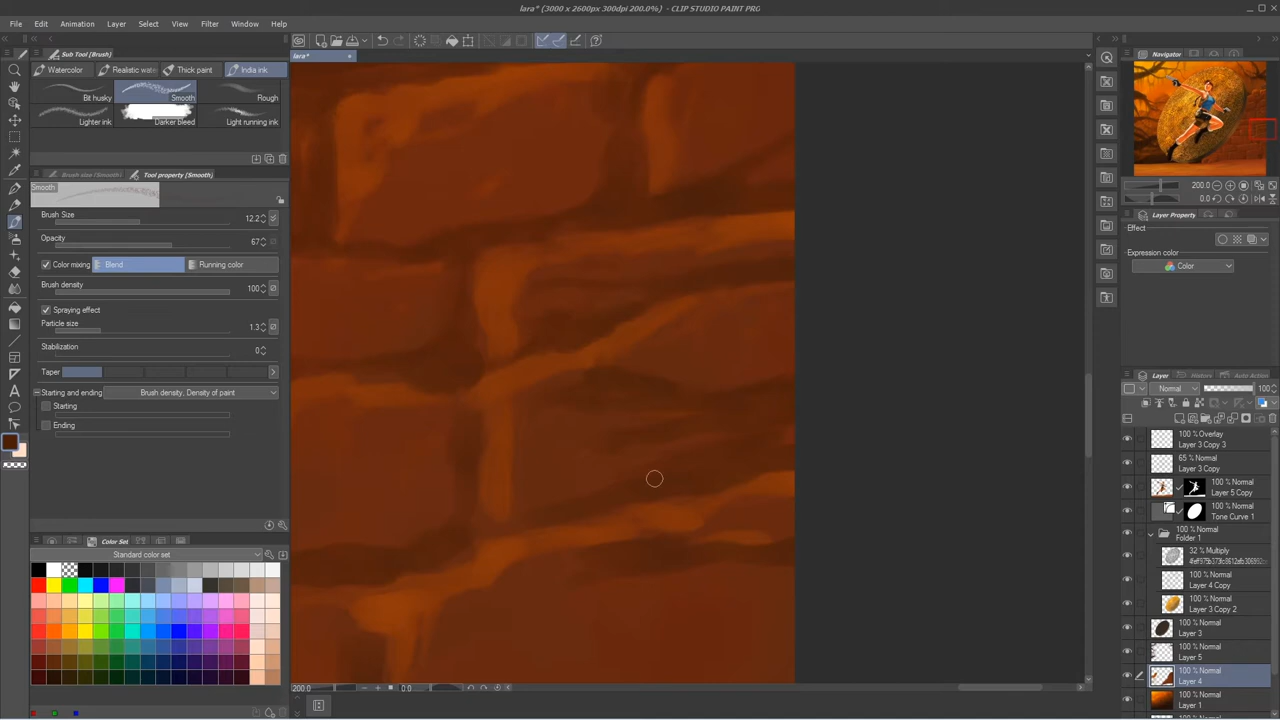 lara* (3000 x 2600px 300dpi 200.0%) - CLIP STUDIO PAINT PRO
File Edit Animation Layer Select View Filter Window Help
Sub Tool [Brush]
lara*
Watercolor Realistic wate Thick paint India ink
Bit husky Smooth Rough
Lighter ink Darker bleed Light running ink
Brush size [Smooth] Tool property [Smooth]
Smooth
Brush Size 12.2
Opacity 67
Color mixing Blend Running color
Brush density 100
Spraying effect
Particle size 1.3
Stabilization 0
Taper
Starting and ending Brush density, Density of paint
Starting
Ending
Color Set
Standard color set
200.0 0.0
Navigator
200.0
0.0
Layer Property
Effect
Expression color
Color
Layer History Auto Action
Normal 100
100 % Overlay
Layer 3 Copy 3
65 % Normal
Layer 3 Copy
100 % Normal
Layer 5 Copy
100 % Normal
Tone Curve 1
100 % Normal
Folder 1
32 % Multiply
100 % Normal
Layer 4 Copy
100 % Normal
Layer 3 Copy 2
100 % Normal
Layer 3
100 % Normal
Layer 5
100 % Normal
Layer 4
100 % Normal
Layer 1